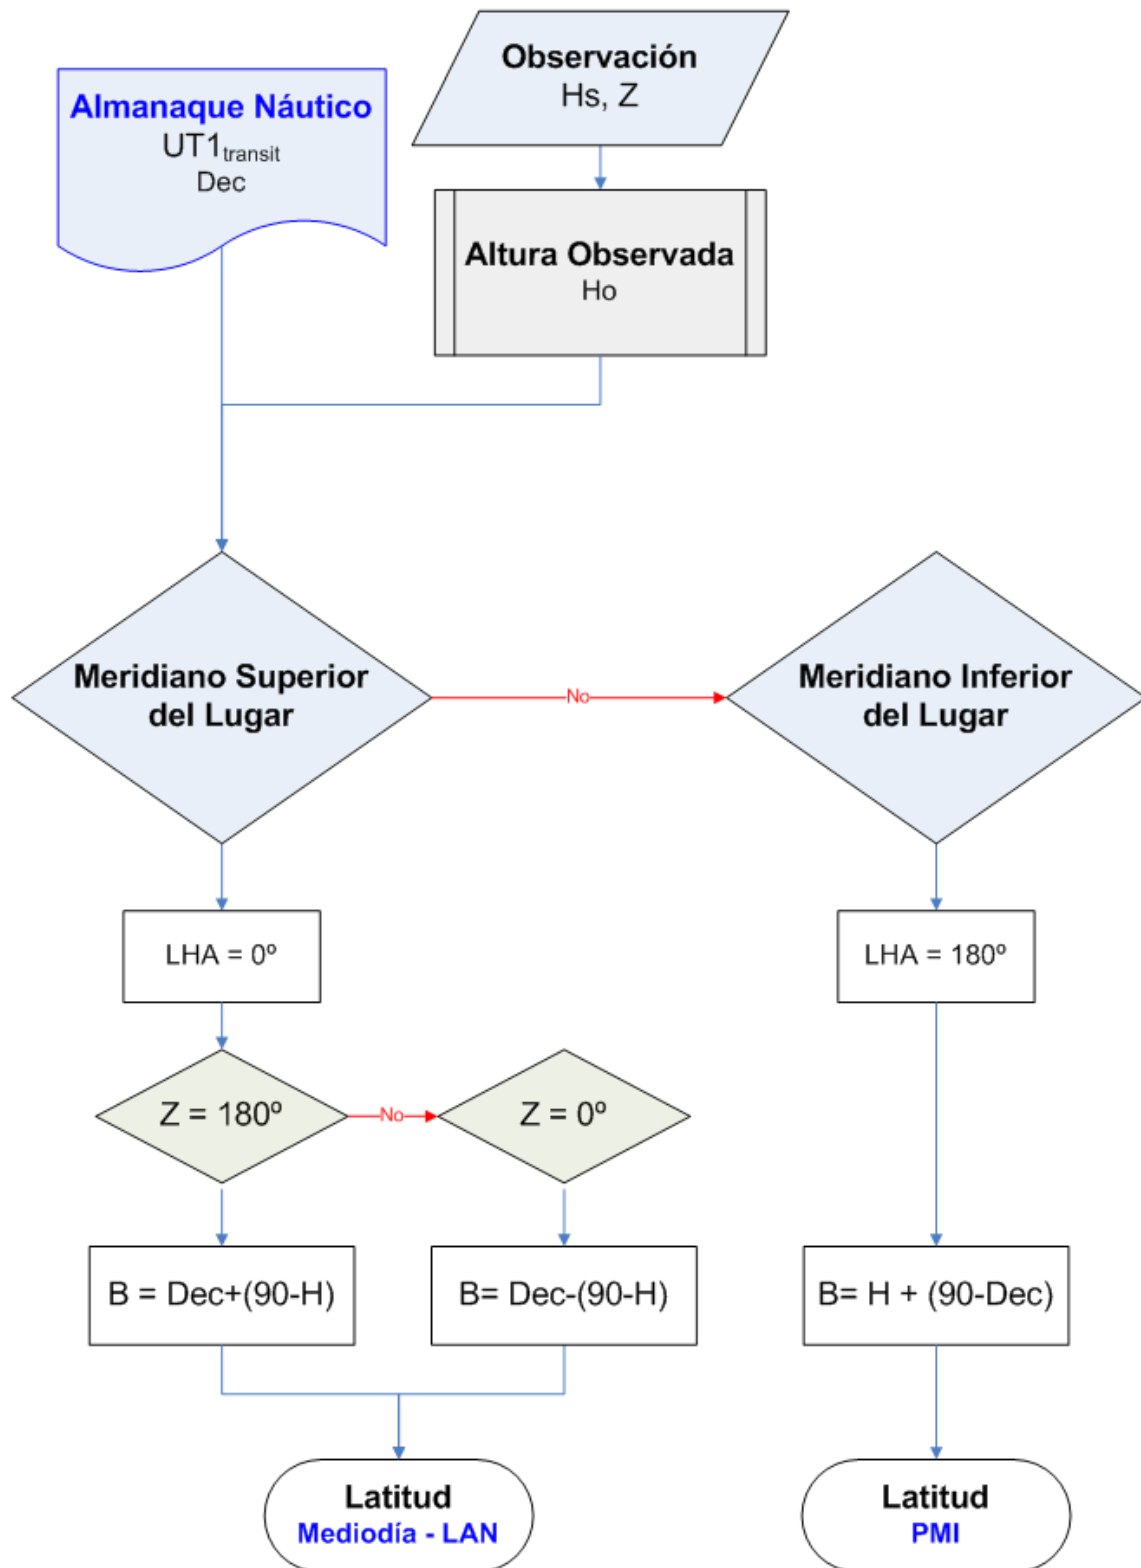 Observación
Hs, Z
Almanaque Náutico
UT1transit
Dec
Altura Observada
Ho
Meridiano Superior
del Lugar
No
Meridiano Inferior
del Lugar
LHA = 0º
LHA = 180º
Z = 180º
No
Z = 0º
B = Dec+(90-H)
B= Dec-(90-H)
B= H + (90-Dec)
Latitud
Mediodía - LAN
Latitud
PMI